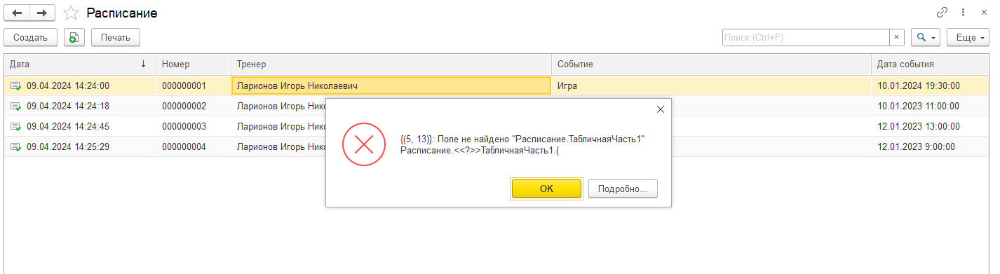 Расписание
Создать Печать Поиск (Ctrl+F) × Еще
Дата ↓ Номер Тренер Событие Дата события
09.04.2024 14:24:00 000000001 Ларионов Игорь Николаевич Игра 10.01.2024 19:30:00
09.04.2024 14:24:18 000000002 Ларионов Игорь Нико 10.01.2023 11:00:00
09.04.2024 14:24:45 000000003 Ларионов Игорь Нико 12.01.2023 13:00:00
09.04.2024 14:25:29 000000004 Ларионов Игорь Нико 12.01.2023 9:00:00
{(5, 13)}: Поле не найдено "Расписание.ТабличнаяЧасть1"
Расписание.<<?>>ТабличнаяЧасть1.(
ОК Подробно...